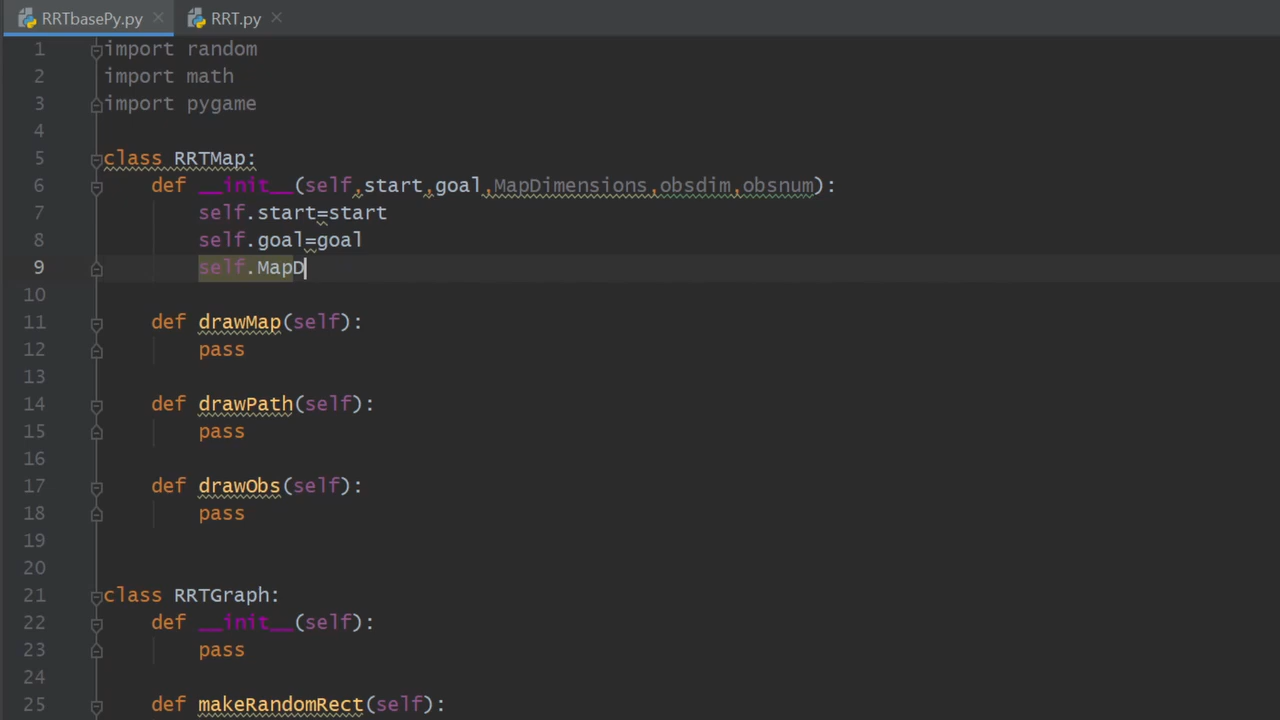 RRTbasePy.py RRT.py
1 import random
2 import math
3 import pygame
4
5 class RRTMap:
6 def __init__(self,start,goal,MapDimensions,obsdim,obsnum):
7 self.start=start
8 self.goal=goal
9 self.MapD
10
11 def drawMap(self):
12 pass
13
14 def drawPath(self):
15 pass
16
17 def drawObs(self):
18 pass
19
20
21 class RRTGraph:
22 def __init__(self):
23 pass
24
25 def makeRandomRect(self):